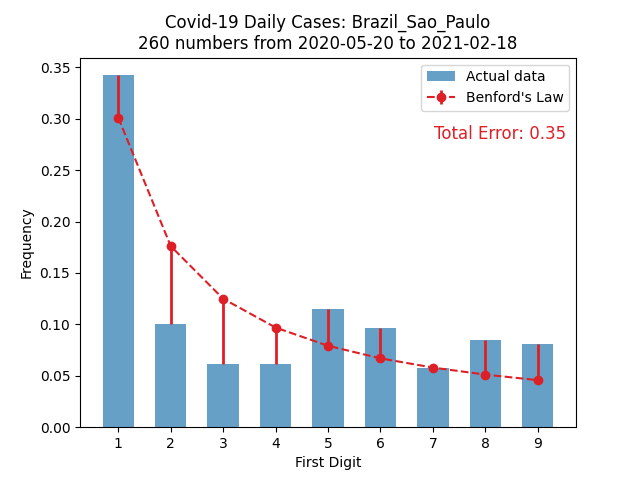 Covid-19 Daily Cases: Brazil_Sao_Paulo
260 numbers from 2020-05-20 to 2021-02-18
Actual data
Benford's Law
Total Error: 0.35
Frequency
0.35
0.30
0.25
0.20
0.15
0.10
0.05
0.00
1 2 3 4 5 6 7 8 9
First Digit